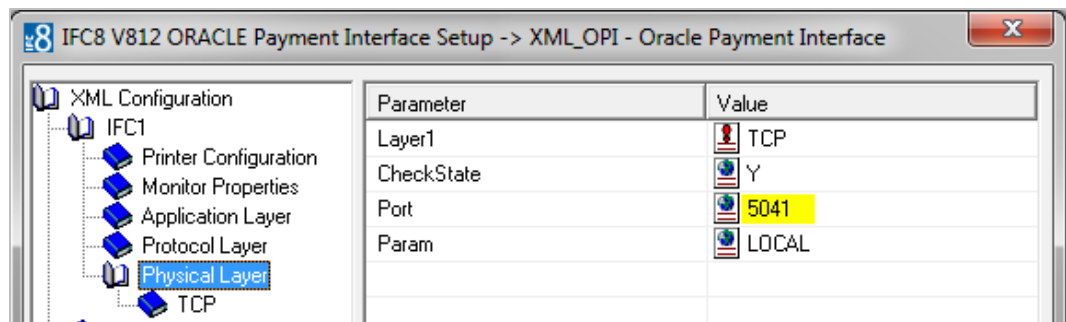 IFC8 V812 ORACLE Payment Interface Setup -> XML_OPI - Oracle Payment Interface
XML Configuration
IFC1
Printer Configuration
Monitor Properties
Application Layer
Protocol Layer
Physical Layer
TCP
Parameter Value
Layer1 TCP
CheckState Y
Port 5041
Param LOCAL